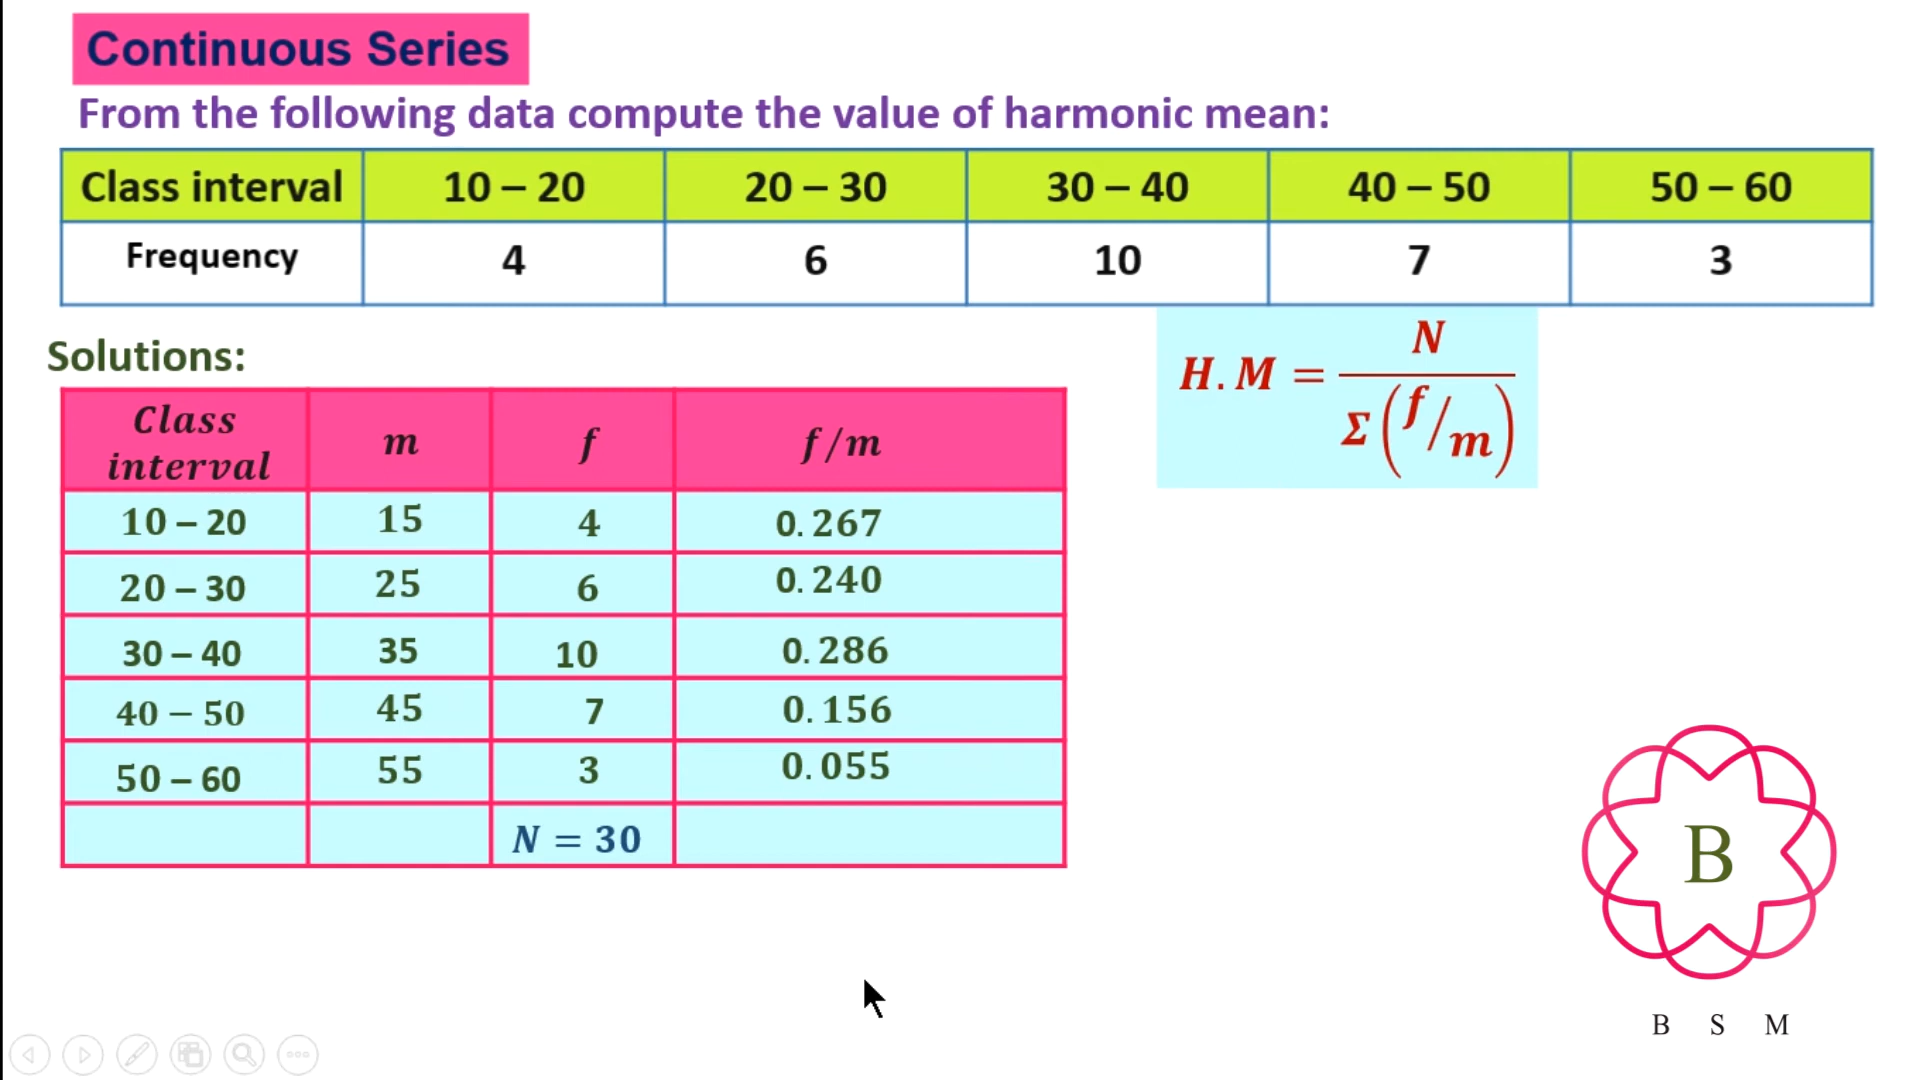 Continuous Series
From the following data compute the value of harmonic mean:
Class interval 10 – 20 20 – 30 30 – 40 40 – 50 50 – 60
Frequency 4 6 10 7 3
Solutions:
H.M = N / Σ(f/m)
Class interval m f f/m
10 – 20 15 4 0.267
20 – 30 25 6 0.240
30 – 40 35 10 0.286
40 – 50 45 7 0.156
50 – 60 55 3 0.055
N = 30
B
B S M